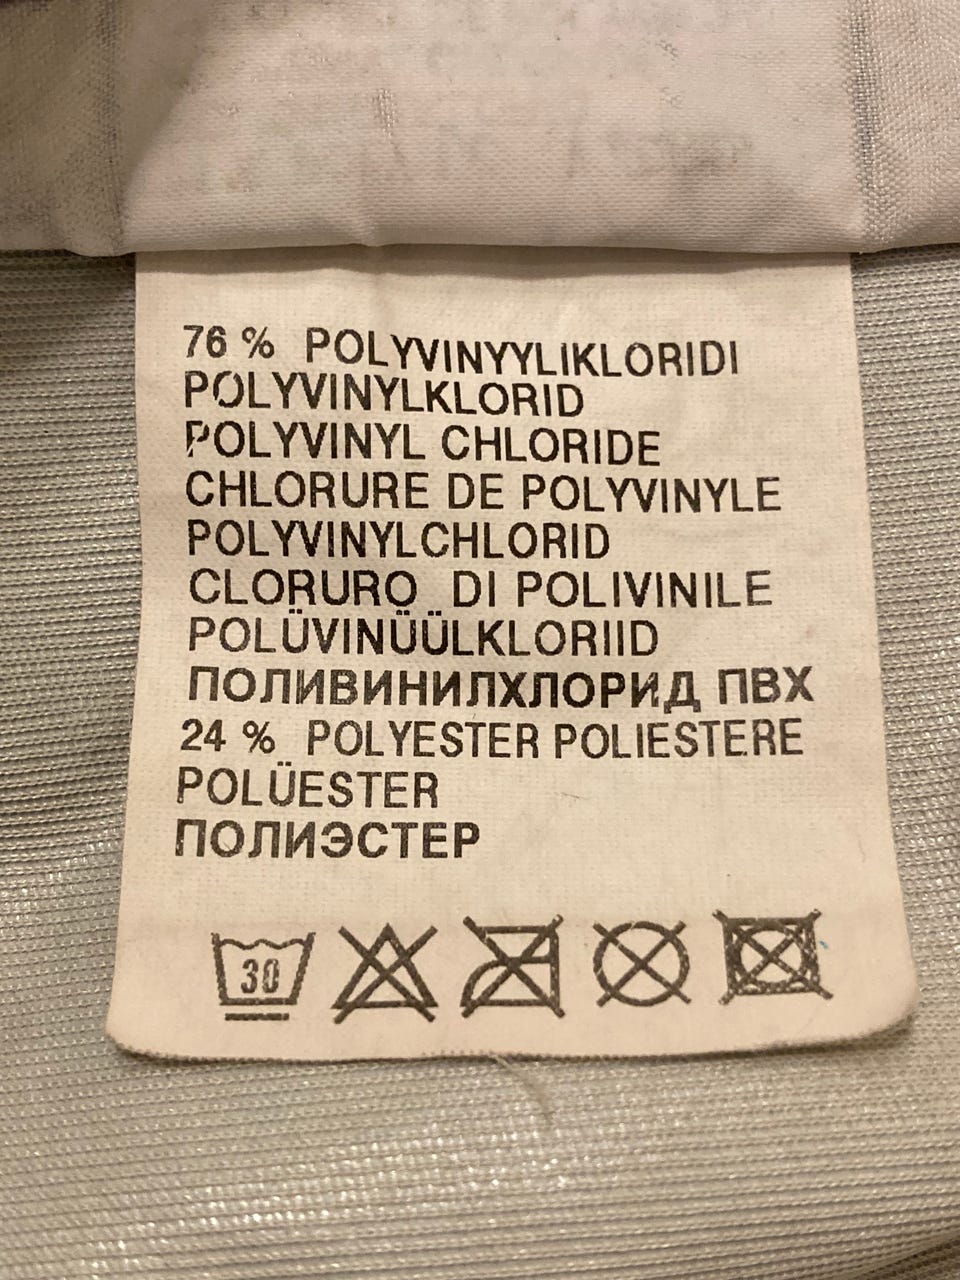 76 % POLYVINYYLIKLORIDI
POLYVINYLKLORID
POLYVINYL CHLORIDE
CHLORURE DE POLYVINYLE
POLYVINYLCHLORID
CLORURO DI POLIVINILE
POLÜVINÜÜLKLORIID
ПОЛИВИНИЛХЛОРИД ПВХ
24 % POLYESTER POLIESTERE
POLÜESTER
ПОЛИЭСТЕР
30